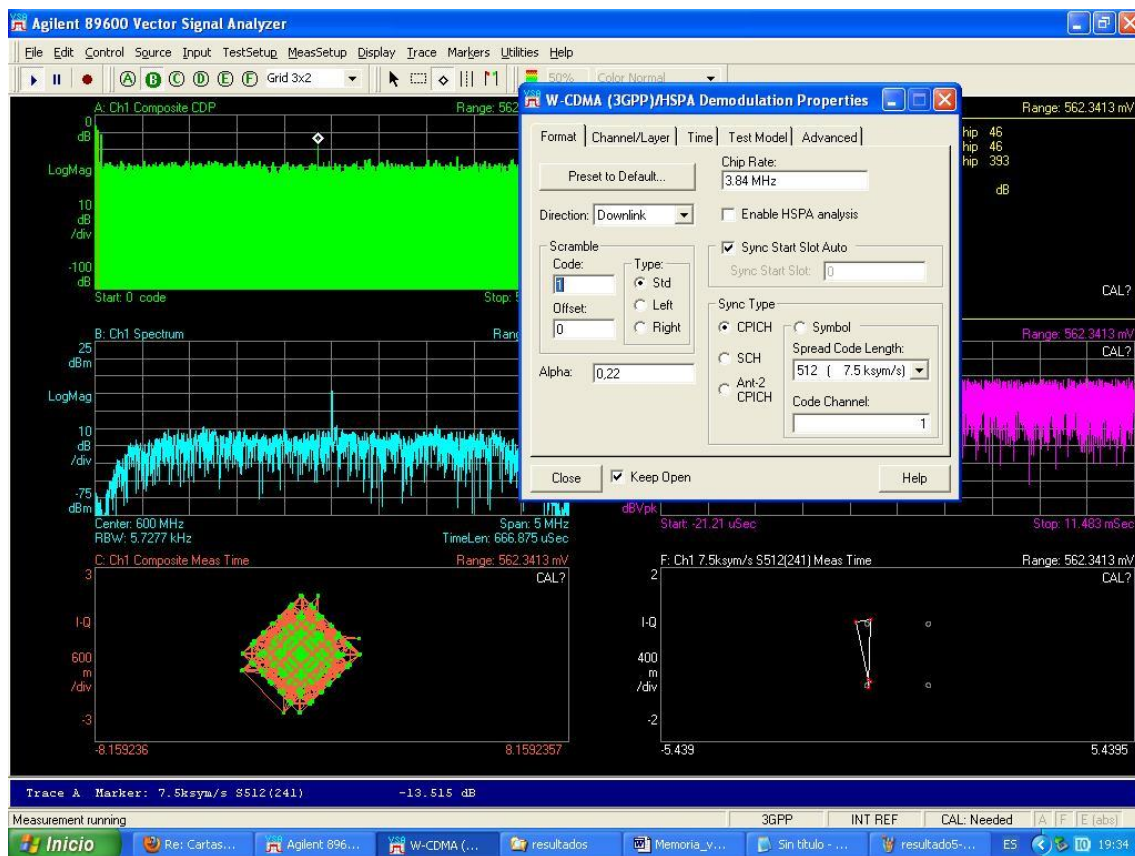 Agilent 89600 Vector Signal Analyzer
File Edit Control Source Input TestSetup MeasSetup Display Trace Markers Utilities Help
A B C D E F Grid 3x2 50% Color Normal
A: Ch1 Composite CDP Range: 562
0
dB
LogMag
10
dB
/div
-100
dB
Start: 0 code Stop: 5
Range: 562.3413 mV
hip 46
hip 46
hip 393
dB
CAL?
W-CDMA (3GPP)/HSPA Demodulation Properties
Format Channel/Layer Time Test Model Advanced
Preset to Default...
Chip Rate:
3.84 MHz
Direction: Downlink
Enable HSPA analysis
Scramble
Code:
1
Offset:
0
Type:
Std
Left
Right
Alpha: 0,22
Sync Start Slot Auto
Sync Start Slot: 0
Sync Type
CPICH
SCH
Ant-2
CPICH
Symbol
Spread Code Length:
512 ( 7.5 ksym/s)
Code Channel:
1
Close Keep Open Help
B: Ch1 Spectrum Rang
25
dBm
LogMag
10
dB
/div
-75
dBm
Center: 600 MHz Span: 5 MHz
RBW: 5.7277 kHz TimeLen: 666.875 uSec
Range: 562.3413 mV
CAL?
dBVpk
Start: -21.21 uSec Stop: 11.483 mSec
C: Ch1 Composite Meas Time Range: 562.3413 mV
CAL?
3
I-Q
600
m
/div
-3
-8.159236 8.1592357
F: Ch1 7.5ksym/s S512(241) Meas Time Range: 562.3413 mV
CAL?
2
I-Q
400
m
/div
-2
-5.439 5.4395
Trace A Marker: 7.5ksym/s S512(241) -13.515 dB
Measurement running 3GPP INT REF CAL: Needed A F E (abs)
Inicio Re: Cartas... Agilent 896... W-CDMA (... resultados Memoria_v... Sin título - ... resultado5-... ES 19:34